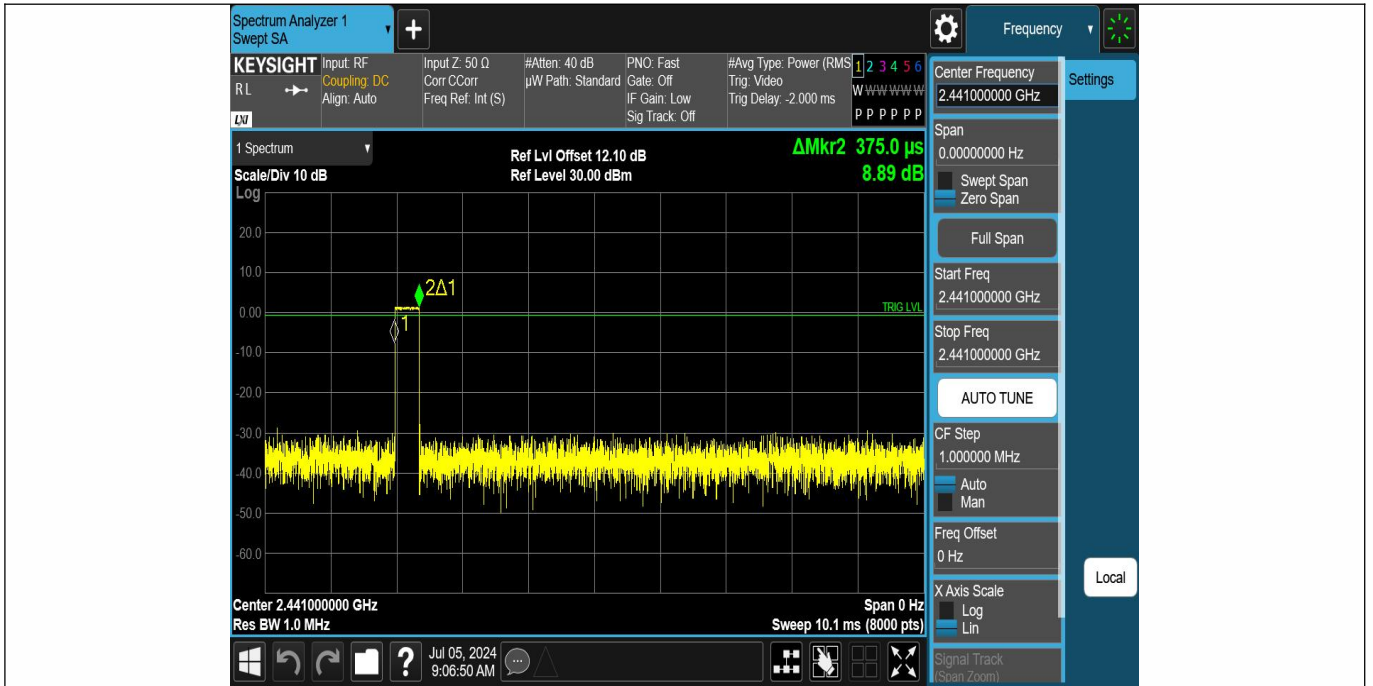 Spectrum Analyzer 1
Swept SA
+
Frequency
KEYSIGHT
R L
LXI
Input: RF
Coupling: DC
Align: Auto
Input Z: 50 Ω
Corr CCorr
Freq Ref: Int (S)
#Atten: 40 dB
µW Path: Standard
PNO: Fast
Gate: Off
IF Gain: Low
Sig Track: Off
#Avg Type: Power (RMS
Trig: Video
Trig Delay: -2.000 ms
1 2 3 4 5 6
W W W W W W
P P P P P P
1 Spectrum
Scale/Div 10 dB
Ref Lvl Offset 12.10 dB
Ref Level 30.00 dBm
ΔMkr2 375.0 µs
8.89 dB
Log
20.0
10.0
0.00
-10.0
-20.0
-30.0
-40.0
-50.0
-60.0
2Δ1
1
TRIG LVL
Center 2.441000000 GHz
Res BW 1.0 MHz
Span 0 Hz
Sweep 10.1 ms (8000 pts)
Center Frequency
2.441000000 GHz
Settings
Span
0.00000000 Hz
Swept Span
Zero Span
Full Span
Start Freq
2.441000000 GHz
Stop Freq
2.441000000 GHz
AUTO TUNE
CF Step
1.000000 MHz
Auto
Man
Freq Offset
0 Hz
X Axis Scale
Log
Lin
Signal Track
(Span Zoom)
Local
?
Jul 05, 2024
9:06:50 AM